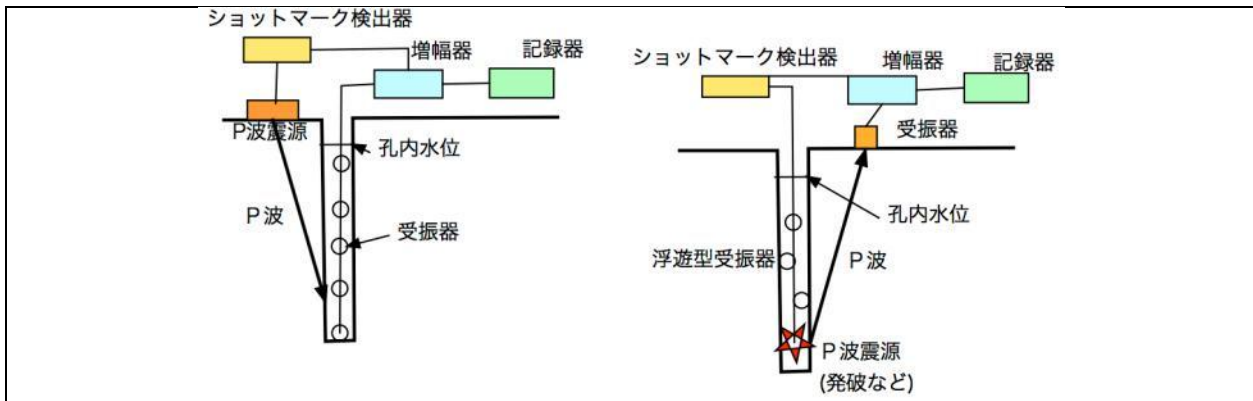 ショットマーク検出器
増幅器
記録器
P波震源
孔内水位
P波
受振器
ショットマーク検出器
増幅器
記録器
受振器
孔内水位
浮遊型受振器
P波
P波震源
(発破など)